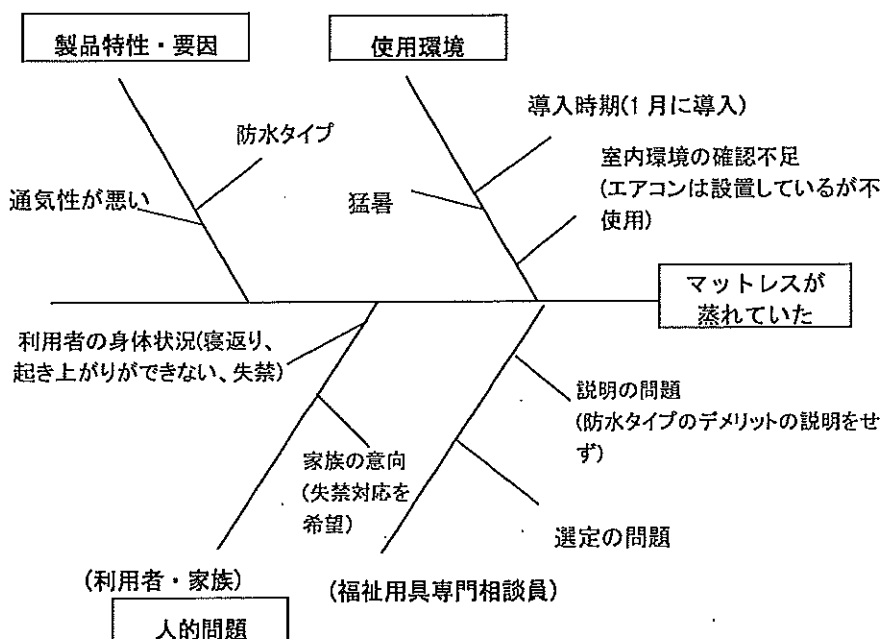 製品特性・要因
使用環境
防水タイプ
通気性が悪い
導入時期(1月に導入)
室内環境の確認不足
(エアコンは設置しているが不
使用)
猛暑
マットレスが
蒸れていた
利用者の身体状況(寝返り、
起き上がりができない、失禁)
家族の意向
(失禁対応を
希望)
説明の問題
(防水タイプのデメリットの説明をせ
ず)
選定の問題
(利用者・家族)
(福祉用具専門相談員)
人的問題